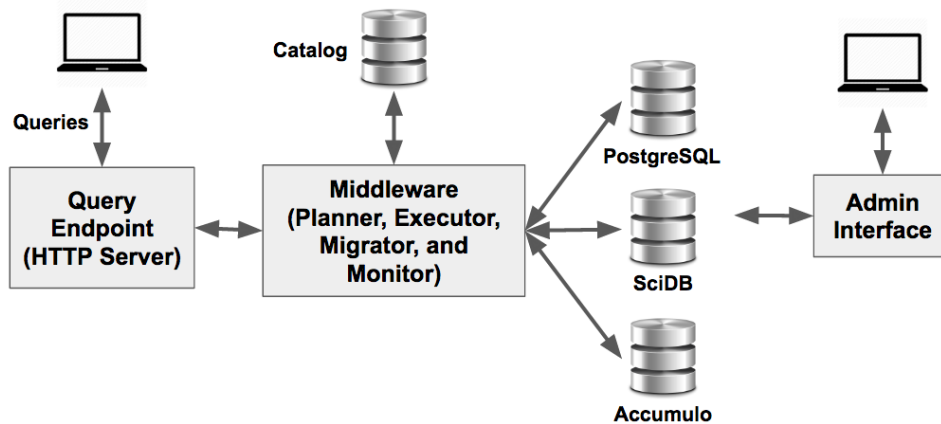 Catalog
Queries
Query
Endpoint
(HTTP Server)
Middleware
(Planner, Executor,
Migrator, and
Monitor)
PostgreSQL
SciDB
Accumulo
Admin
Interface